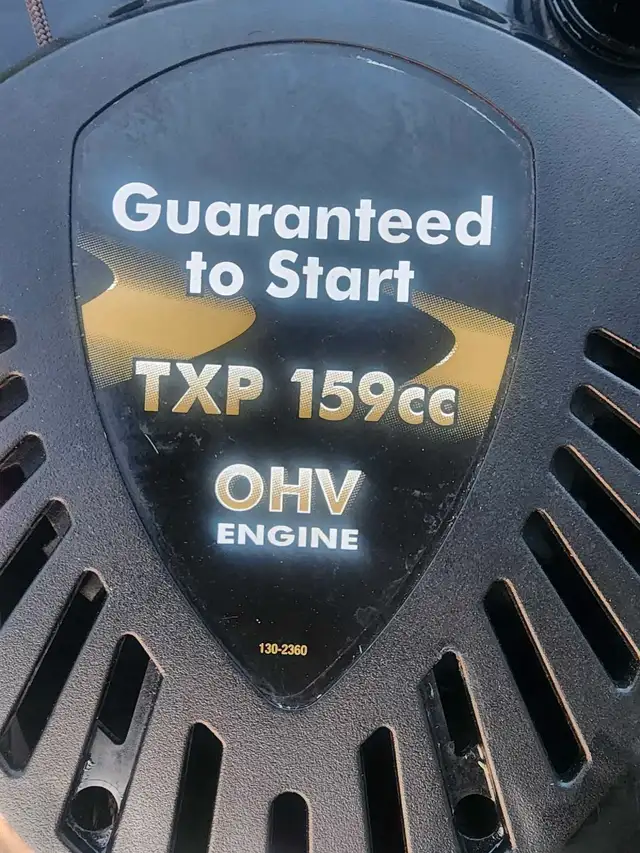 Guaranteed
to Start
TXP 159cc
OHV
ENGINE
130-2360